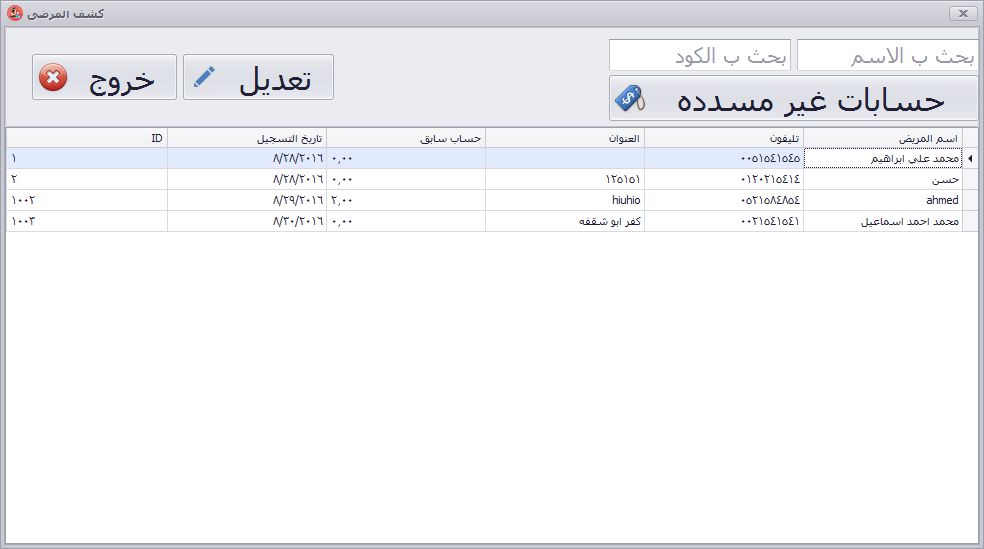 كشف المرضى
بحث ب الاسم
بحث ب الكود
تعديل
خروج
حسابات غير مسدده
اسم المريض تليفون العنوان حساب سابق تاريخ التسجيل ID
محمد علي ابراهيم ٠٠٥١٥٤١٥٤٥ ٠,٠٠ ٨/٢٨/٢٠١٦ ١
حسن ٠١٢٠٢١٥٤١٤ ١٢٥١٥١ ٠,٠٠ ٨/٢٨/٢٠١٦ ٢
ahmed ٠٥٢١٥٨٤٨٥٤ hiuhio ٢,٠٠ ٨/٢٩/٢٠١٦ ١٠٠٢
محمد احمد اسماعيل ٠٠٢١٥٤١٥٤١ كفر ابو شقفه ٠,٠٠ ٨/٣٠/٢٠١٦ ١٠٠٣